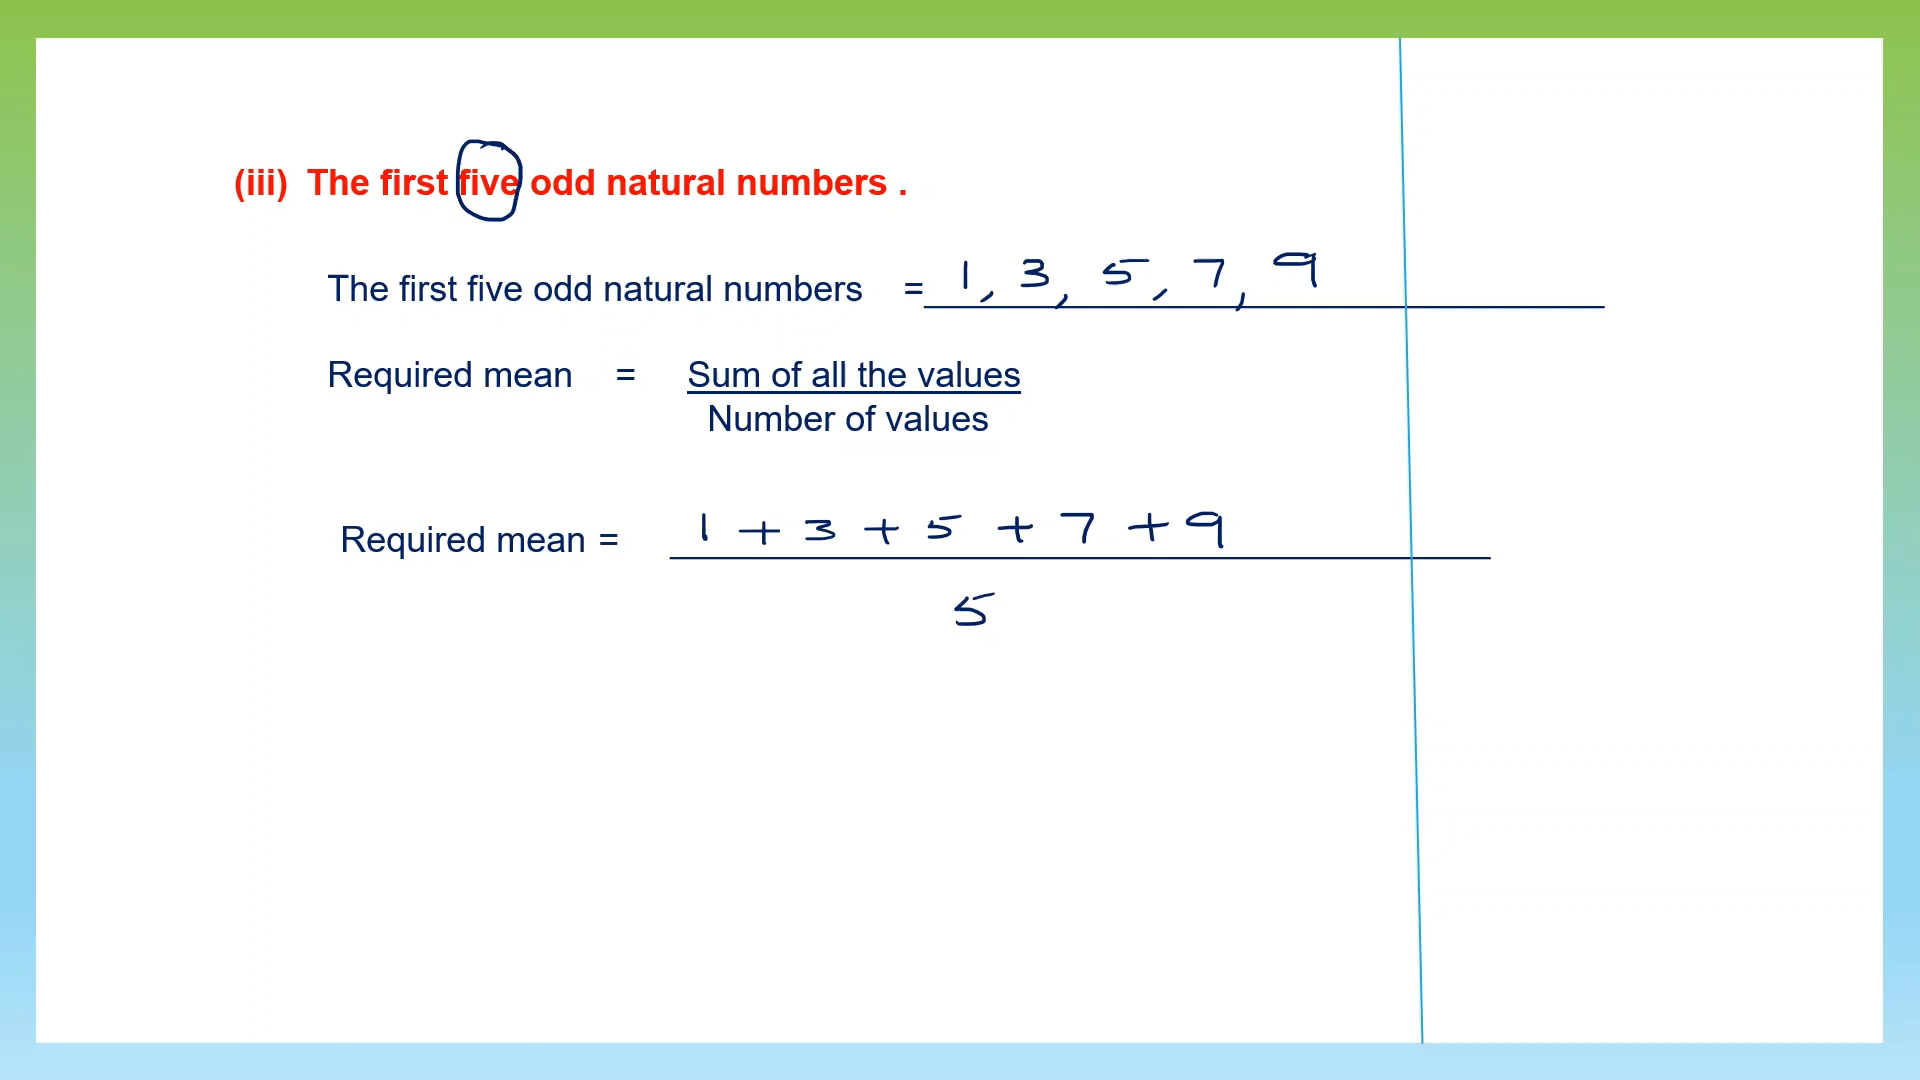 (iii) The first five odd natural numbers .
The first five odd natural numbers = 1, 3, 5, 7, 9
Required mean = Sum of all the values
Number of values
Required mean = 1 + 3 + 5 + 7 + 9
5